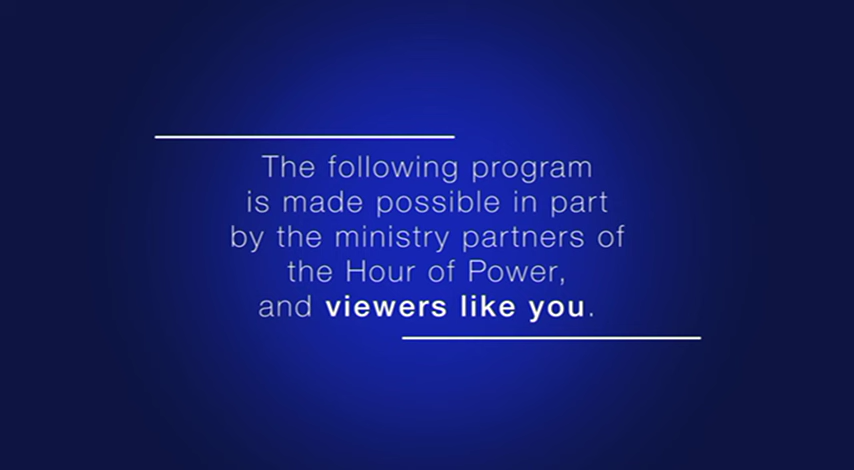 The following program
is made possible in part
by the ministry partners of
the Hour of Power,
and viewers like you.